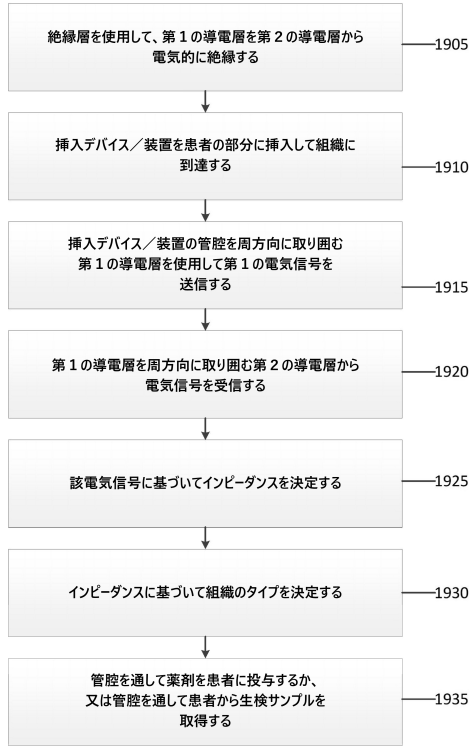 絶縁層を使用して、第１の導電層を第２の導電層から
電気的に絶縁する
1905
挿入デバイス／装置を患者の部分に挿入して組織に
到達する
1910
挿入デバイス／装置の管腔を周方向に取り囲む
第１の導電層を使用して第１の電気信号を
送信する
1915
第１の導電層を周方向に取り囲む第２の導電層から
電気信号を受信する
1920
該電気信号に基づいてインピーダンスを決定する
1925
インピーダンスに基づいて組織のタイプを決定する
1930
管腔を通して薬剤を患者に投与するか、
又は管腔を通して患者から生検サンプルを
取得する
1935